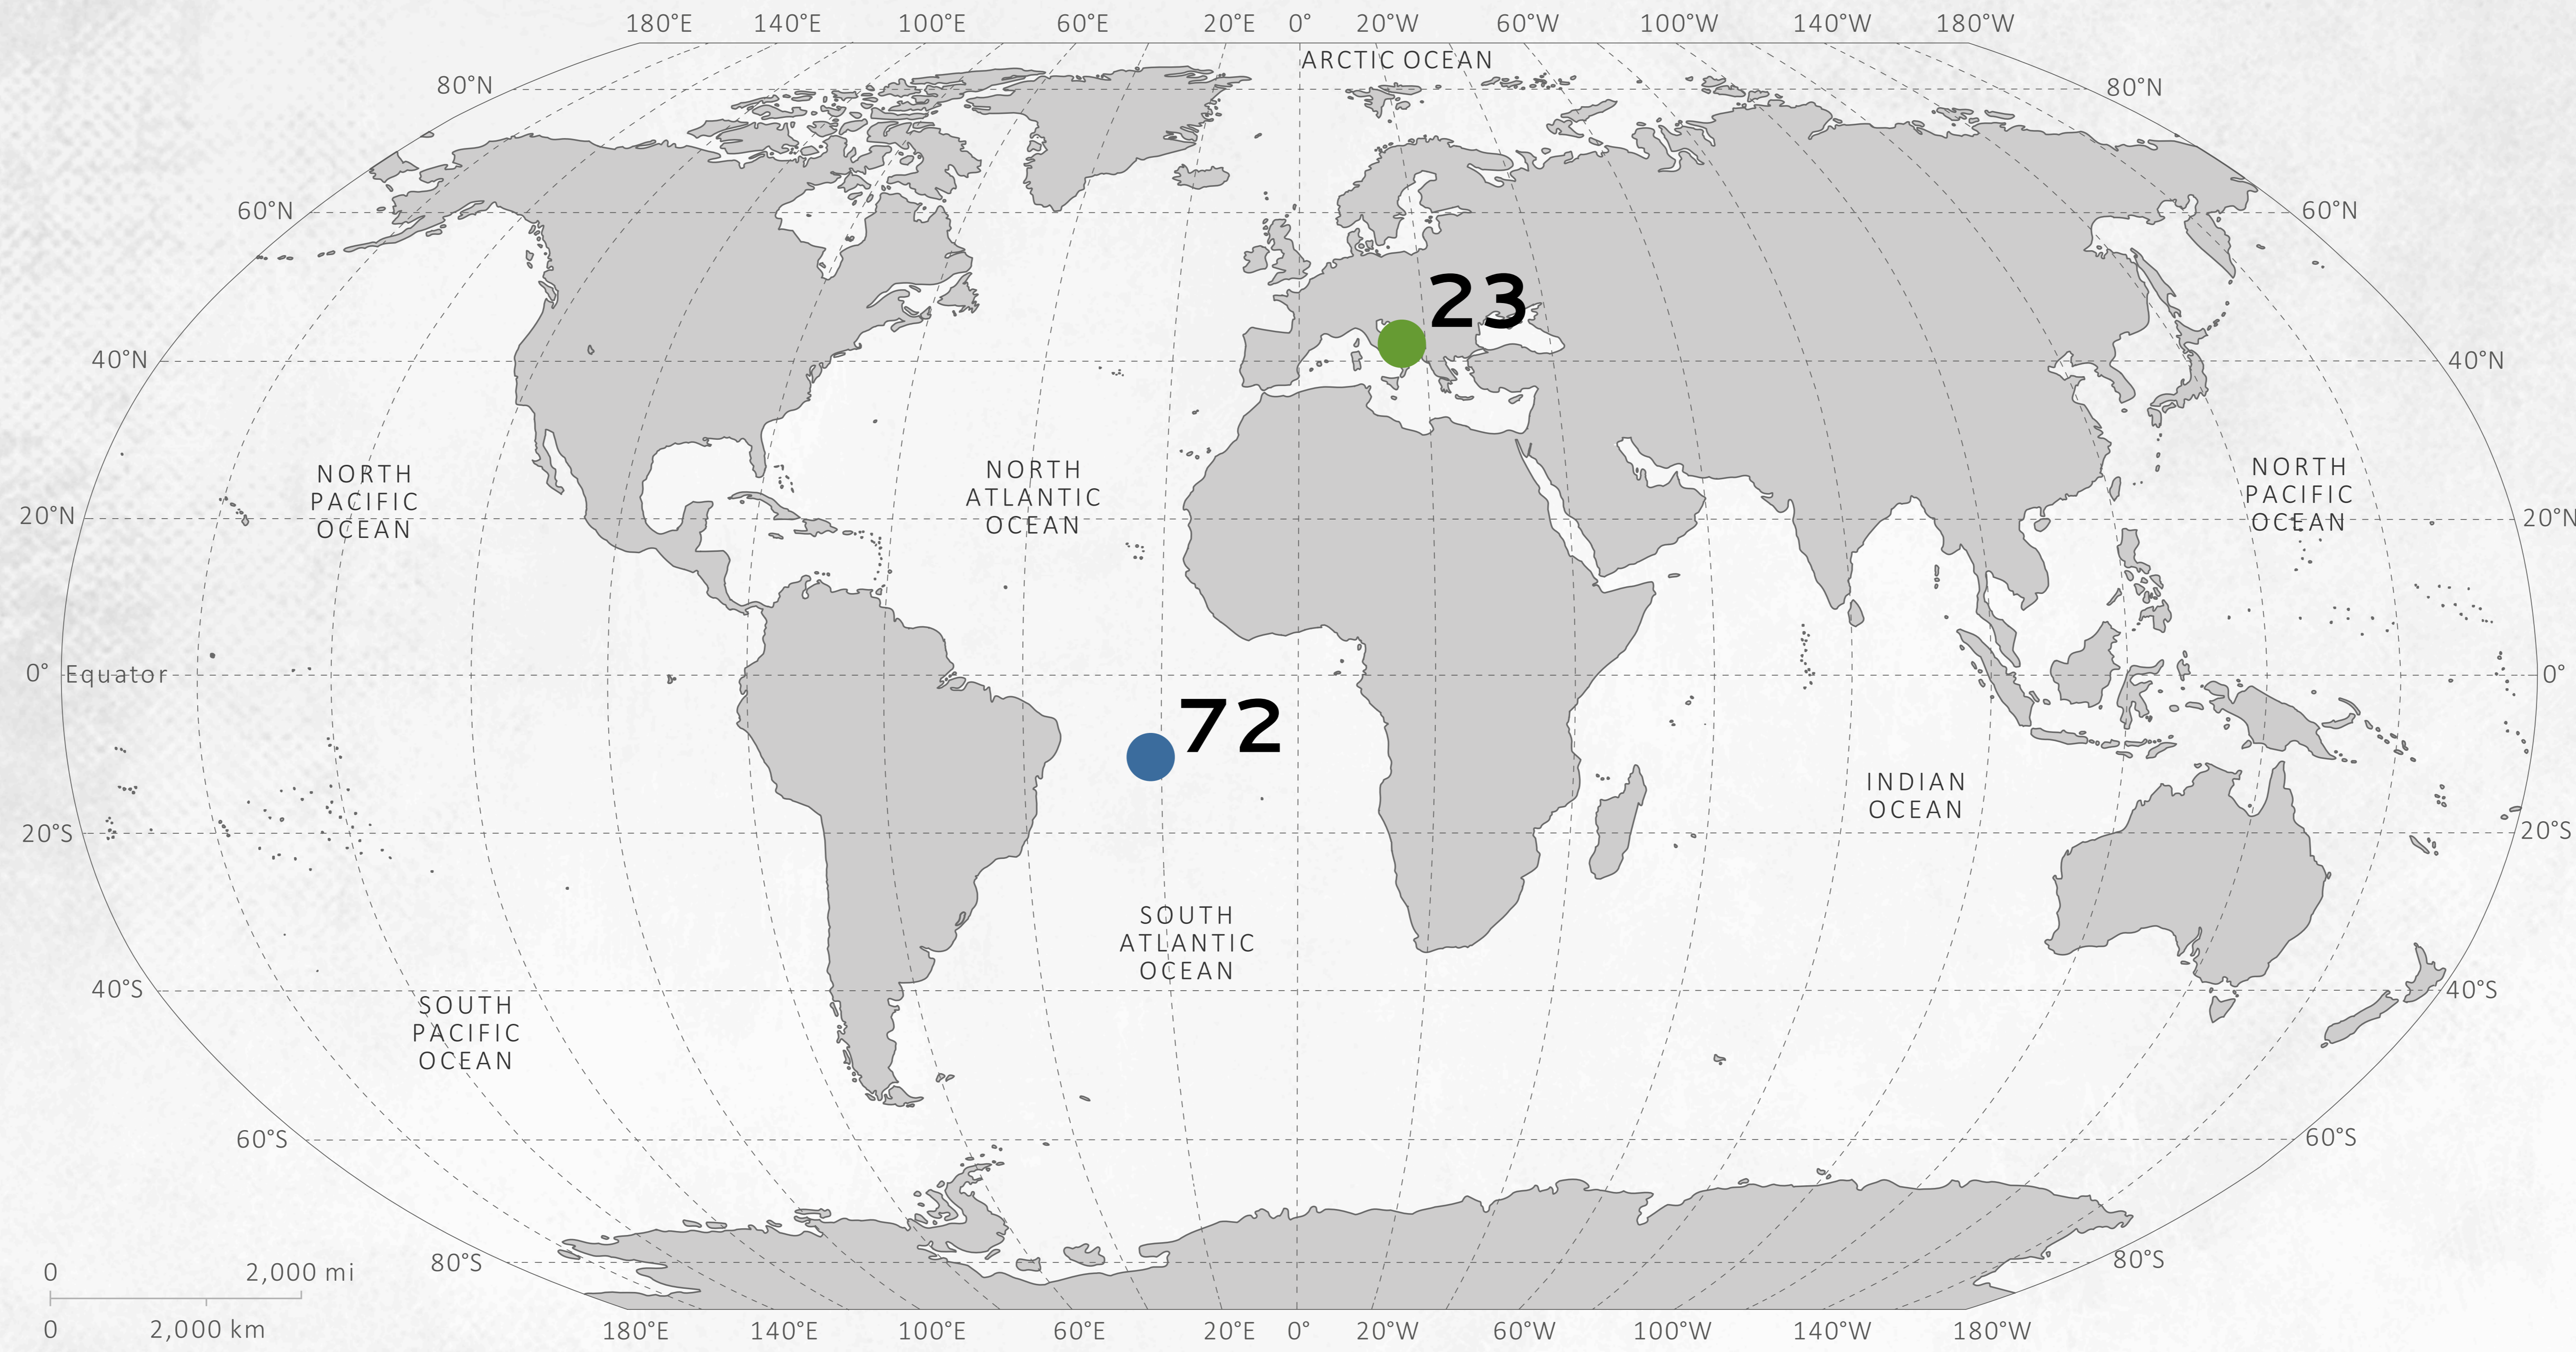 180°E 140°E 100°E 60°E 20°E 0° 20°W 60°W 100°W 140°W 180°W
ARCTIC OCEAN
80°N 80°N
60°N 60°N
23
40°N 40°N
NORTH
PACIFIC
OCEAN
NORTH
ATLANTIC
OCEAN
NORTH
PACIFIC
OCEAN
20°N 20°N
0° Equator 0°
72
INDIAN
OCEAN
20°S 20°S
SOUTH
ATLANTIC
OCEAN
40°S 40°S
SOUTH
PACIFIC
OCEAN
60°S 60°S
80°S 80°S
0 2,000 mi
0 2,000 km
180°E 140°E 100°E 60°E 20°E 0° 20°W 60°W 100°W 140°W 180°W